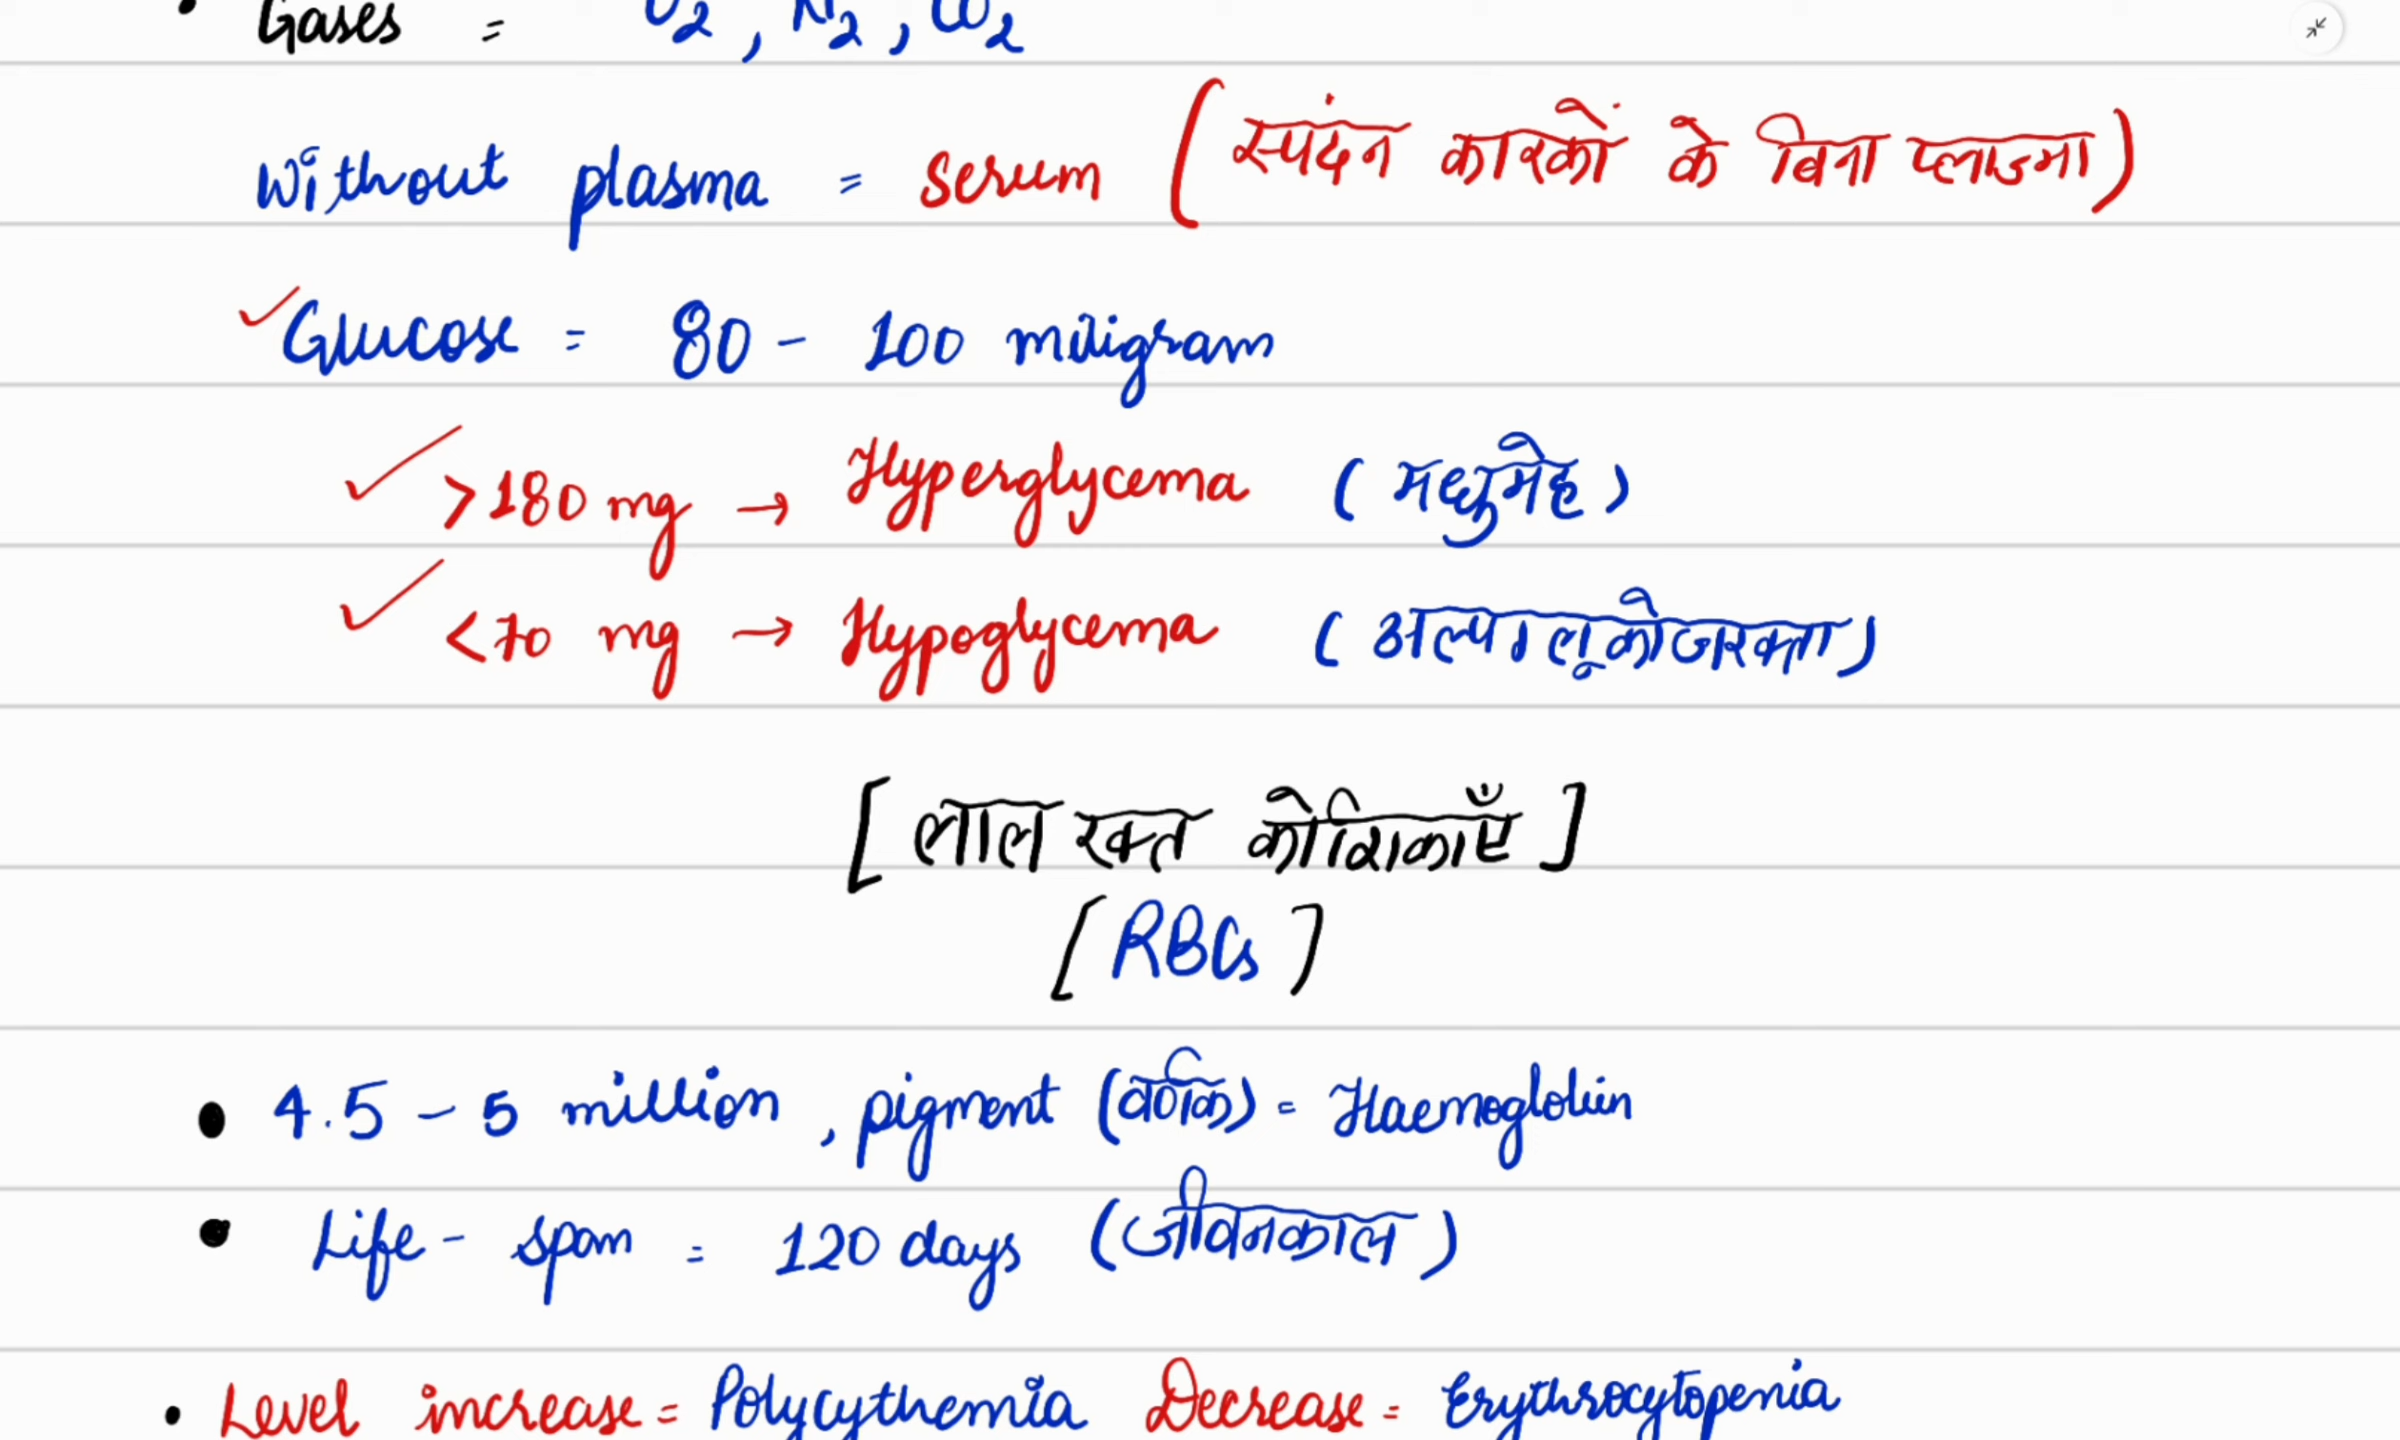 • Gases = O2, N2, CO2
Without plasma = serum (स्पंदन कारकों के बिना प्लाज्मा)
✓ Glucose = 80 - 100 miligram
✓ >180 mg → Hyperglycema (मधुमेह)
✓ <70 mg → Hypoglycema (अल्पग्लूकोजरक्तता)
[लाल रक्त कोशिकाएँ]
[RBCs]
• 4.5 - 5 million, pigment (वर्णक) = Haemoglobin
• Life - span = 120 days (जीवनकाल)
• Level increase = Polycythemia Decrease = Erythrocytopenia